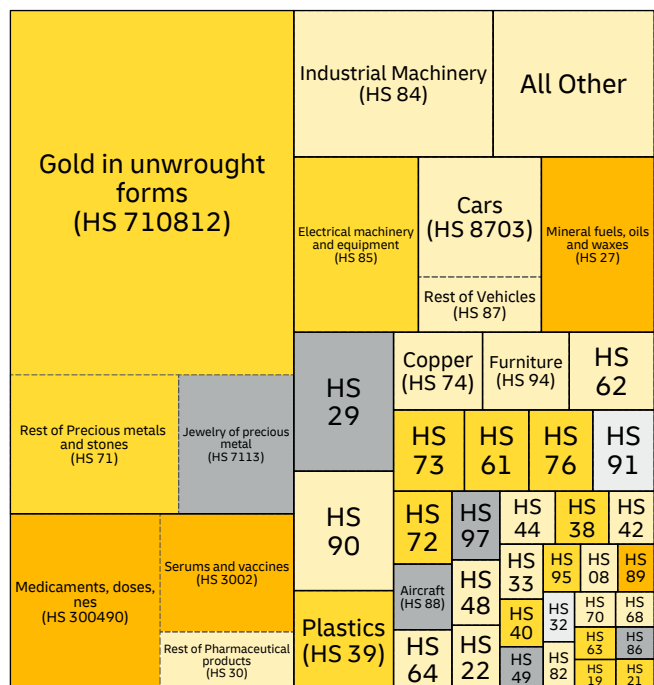 Gold in unwrought
forms
(HS 710812)
Rest of Precious metals
and stones
(HS 71)
Jewelry of precious
metal
(HS 7113)
Medicaments, doses,
nes
(HS 300490)
Serums and vaccines
(HS 3002)
Rest of Pharmaceutical
products
(HS 30)
Industrial Machinery
(HS 84)
All Other
Electrical machinery
and equipment
(HS 85)
Cars
(HS 8703)
Rest of Vehicles
(HS 87)
Mineral fuels, oils
and waxes
(HS 27)
HS
29
HS
90
Plastics
(HS 39)
Copper
(HS 74)
Furniture
(HS 94)
HS
62
HS
73
HS
61
HS
76
HS
91
HS
72
HS
97
Aircraft
(HS 88)
HS
48
HS
64
HS
22
HS
44
HS
38
HS
42
HS
33
HS
95
HS
08
HS
89
HS
40
HS
32
HS
70
HS
68
HS
49
HS
82
HS
63
HS
86
HS
19
HS
21